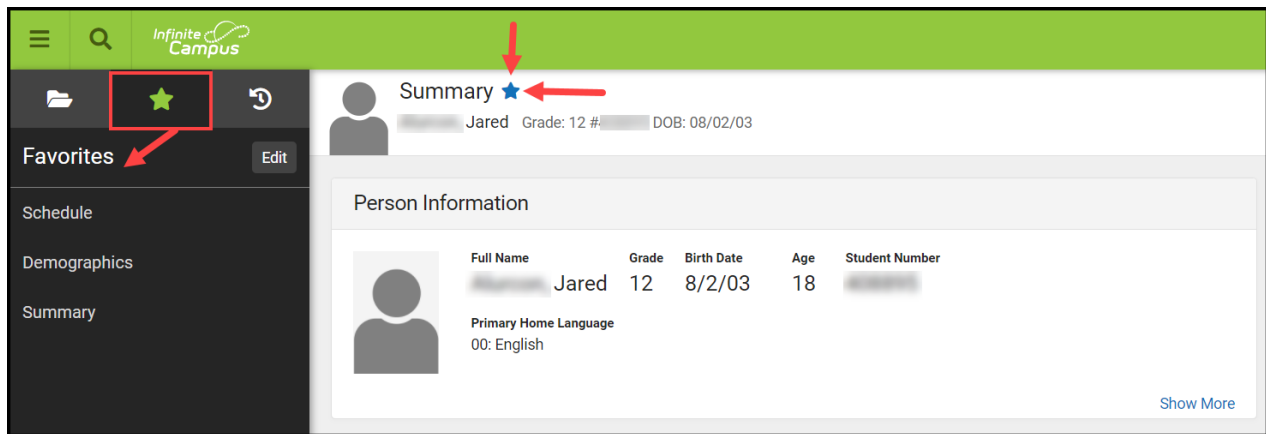 Infinite
Campus
Summary
Jared Grade: 12 # DOB: 08/02/03
Favorites Edit
Schedule
Demographics
Summary
Person Information
Full Name Grade Birth Date Age Student Number
Jared 12 8/2/03 18
Primary Home Language
00: English
Show More